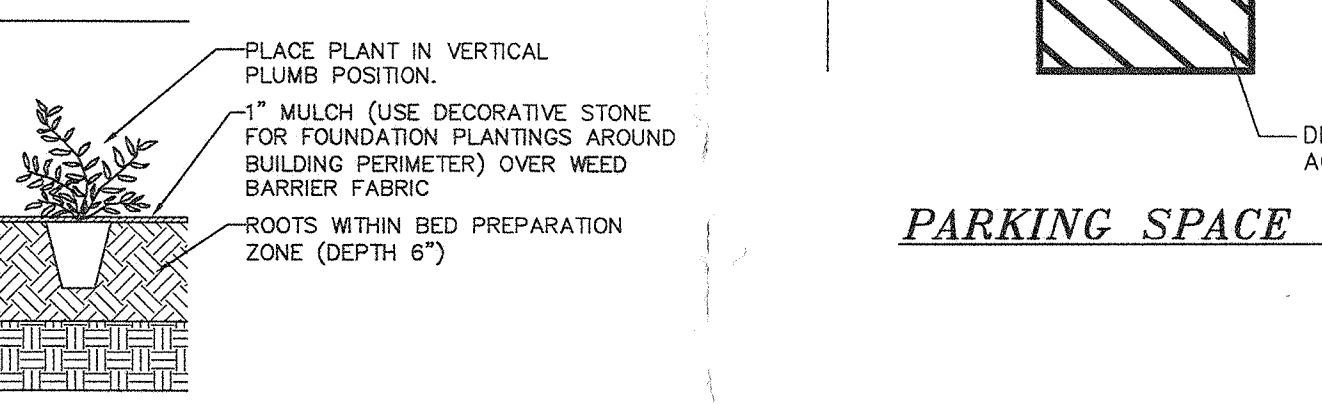 PLACE PLANT IN VERTICAL
PLUMB POSITION.
1" MULCH (USE DECORATIVE STONE
FOR FOUNDATION PLANTINGS AROUND
BUILDING PERIMETER) OVER WEED
BARRIER FABRIC
ROOTS WITHIN BED PREPARATION
ZONE (DEPTH 6")
PARKING SPACE